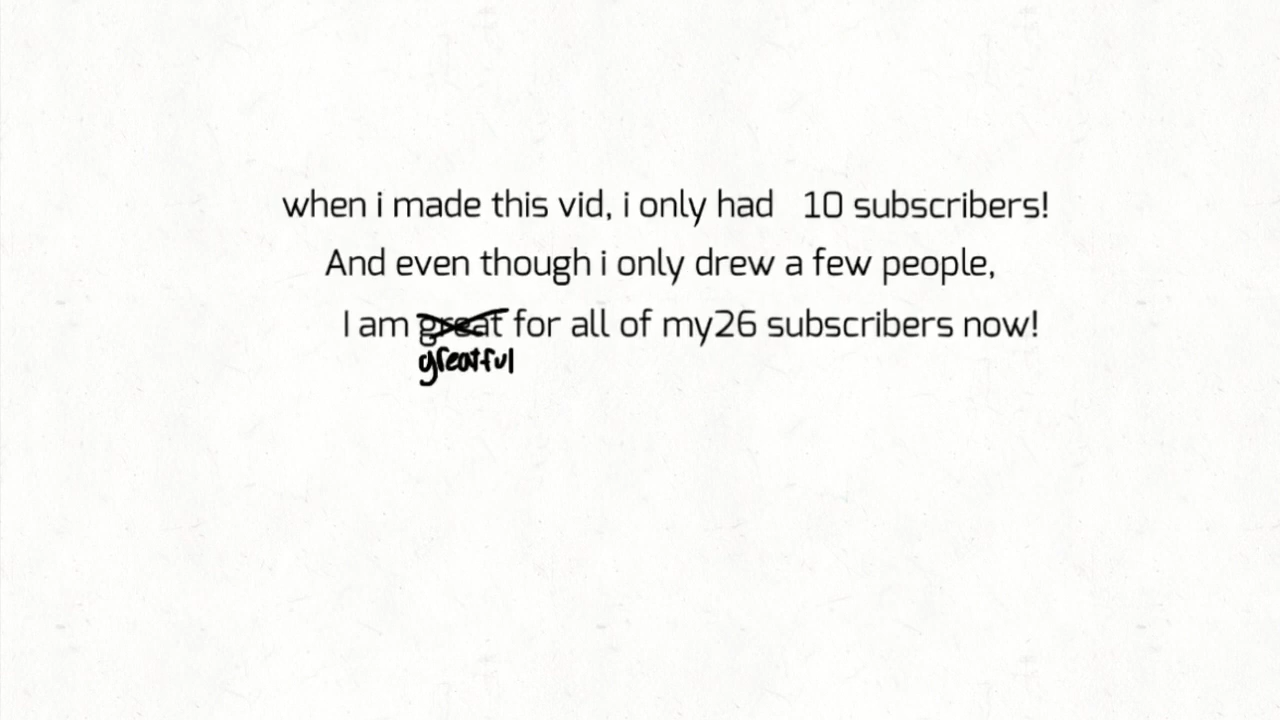 when i made this vid, i only had 10 subscribers!
And even though i only drew a few people,
I am great for all of my26 subscribers now!
greatful